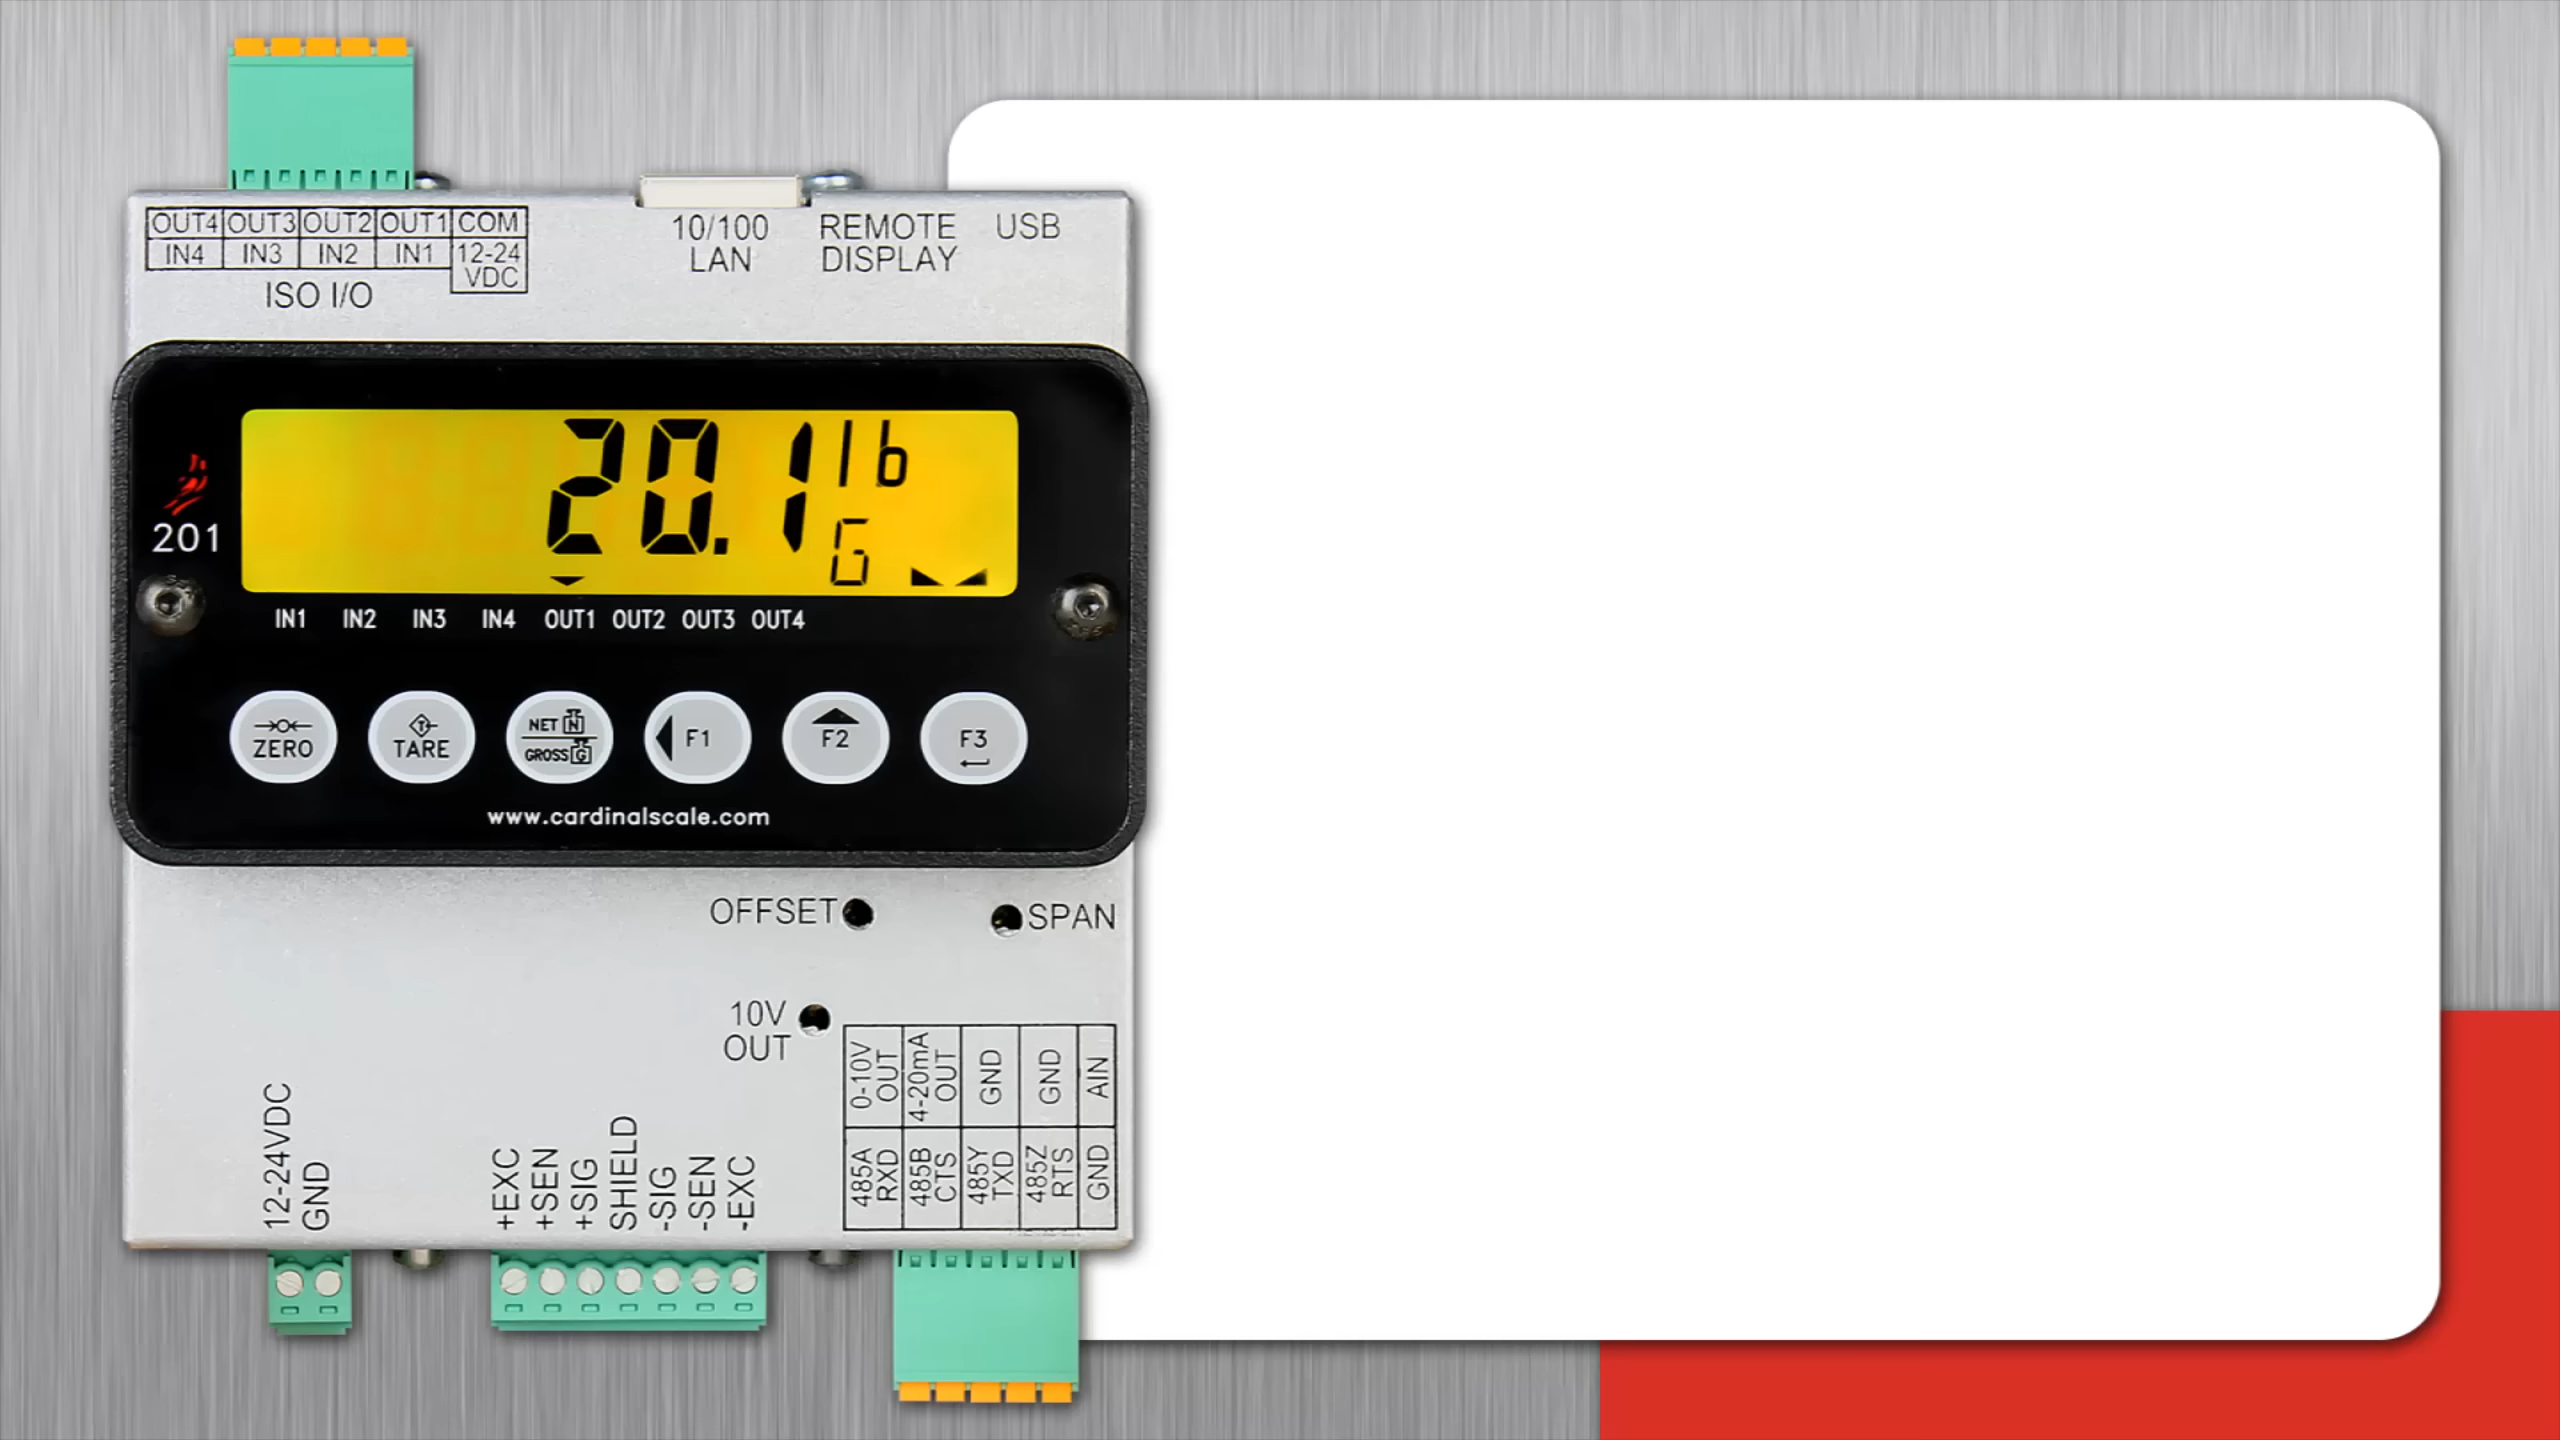 OUT4 OUT3 OUT2 OUT1 COM
IN4 IN3 IN2 IN1 12-24 VDC
ISO I/O
10/100
LAN
REMOTE
DISPLAY
USB
20.1 lb
G
201
IN1 IN2 IN3 IN4 OUT1 OUT2 OUT3 OUT4
ZERO
T
TARE
NET N
GROSS G
F1
F2
F3
www.cardinalscale.com
OFFSET
SPAN
10V
OUT
0-10V OUT
4-20mA OUT
GND
GND
AIN
485A RXD
485B CTS
485Y TXD
485Z RTS
GND
12-24VDC
GND
+EXC
+SEN
+SIG
SHIELD
-SIG
-SEN
-EXC